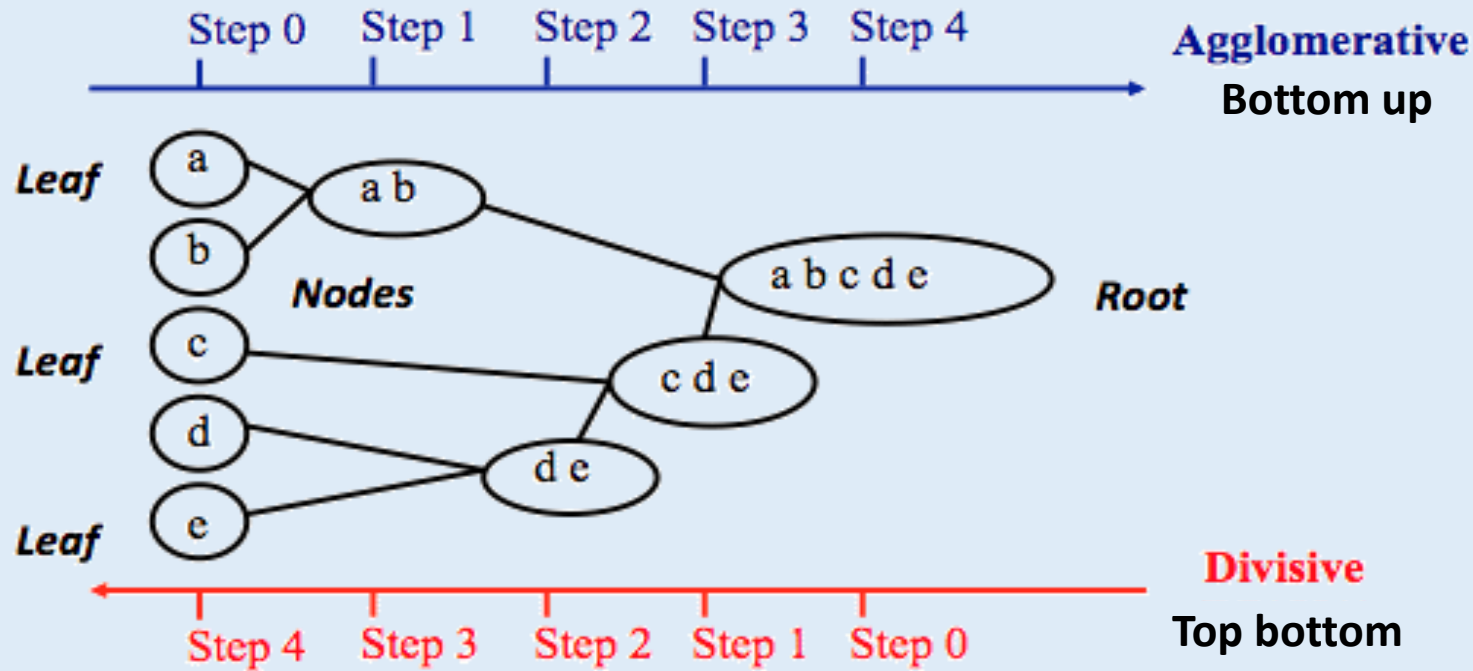 Step 0 Step 1 Step 2 Step 3 Step 4
Agglomerative
Bottom up
Leaf
a
a b
b
Nodes
a b c d e
Root
Leaf
c
c d e
d
d e
e
Leaf
Divisive
Step 4 Step 3 Step 2 Step 1 Step 0
Top bottom